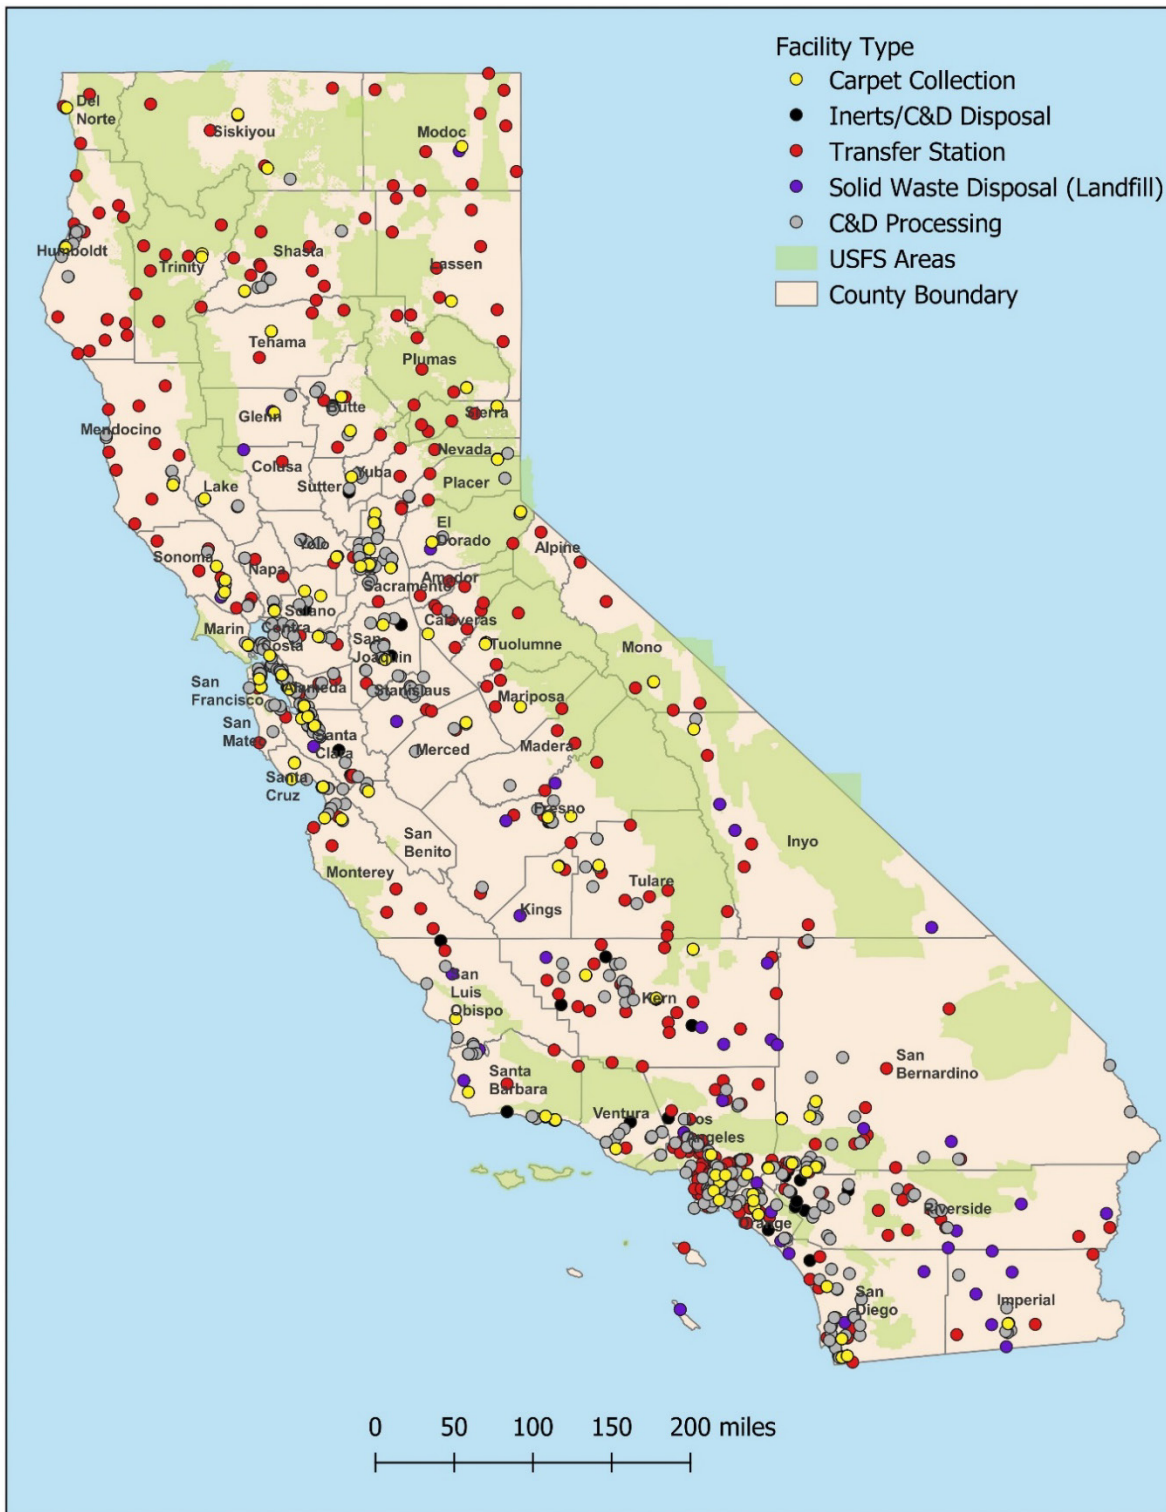 Facility Type
Carpet Collection
Inerts/C&D Disposal
Transfer Station
Solid Waste Disposal (Landfill)
C&D Processing
USFS Areas
County Boundary
Del
Norte
Siskiyou
Modoc
Humboldt
Trinity
Shasta
Lassen
Tehama
Plumas
Glenn
Butte
Sierra
Mendocino
Colusa
Nevada
Lake
Sutter
Yuba
Placer
El
Dorado
Yolo
Sonoma
Napa
Alpine
Sacramento
Amador
Solano
Marin
Contra
Costa
Calaveras
San
Joaquin
Tuolumne
Mono
San
Francisco
Alameda
Stanislaus
Mariposa
San
Mateo
Santa
Clara
Merced
Madera
Santa
Cruz
Fresno
San
Benito
Inyo
Monterey
Tulare
Kings
San
Luis
Obispo
Kern
San
Bernardino
Santa
Barbara
Ventura
Los
Angeles
Orange
Riverside
San
Diego
Imperial
0 50 100 150 200 miles